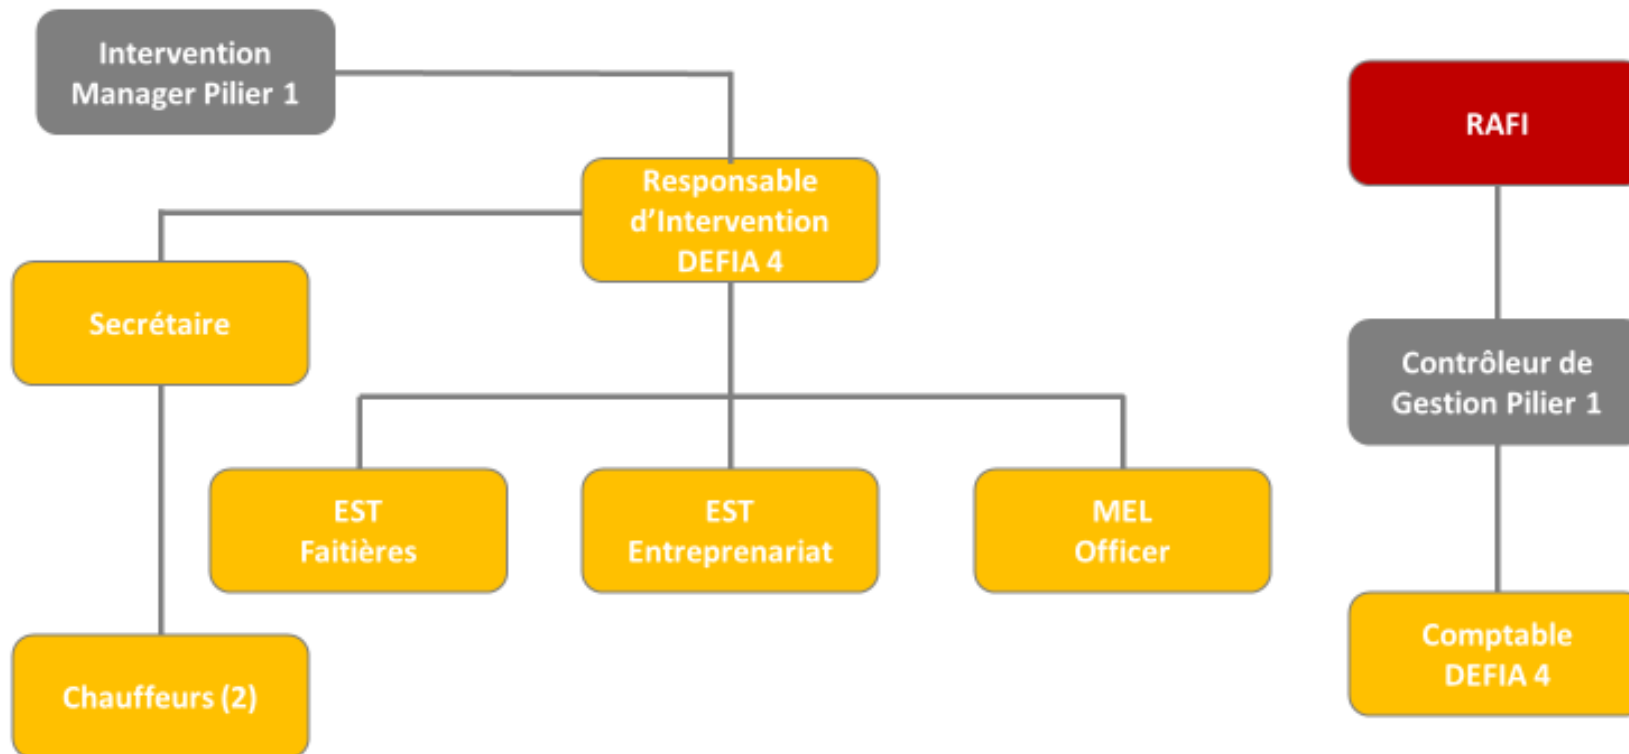 Intervention
Manager Pilier 1
RAFI
Responsable
d'Intervention
DEFIA 4
Secrétaire
Contrôleur de
Gestion Pilier 1
EST
Faitières
EST
Entreprenariat
MEL
Officer
Comptable
DEFIA 4
Chauffeurs (2)